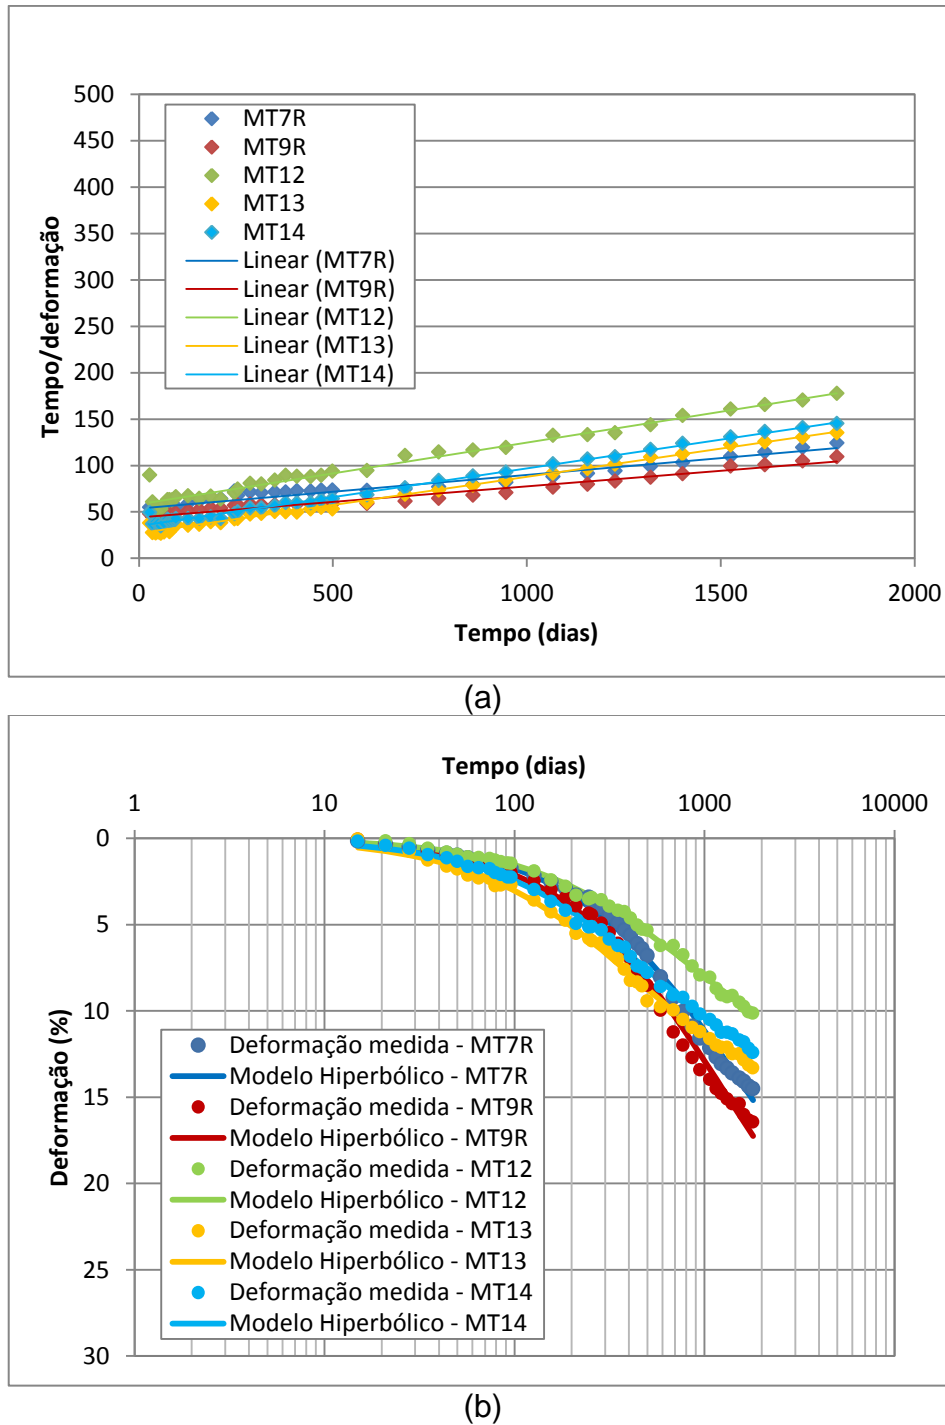 500
450
400
350
300
250
200
150
100
50
0
Tempo/deformação
MT7R
MT9R
MT12
MT13
MT14
Linear (MT7R)
Linear (MT9R)
Linear (MT12)
Linear (MT13)
Linear (MT14)
0 500 1000 1500 2000
Tempo (dias)
(a)
Tempo (dias)
1 10 100 1000 10000
0
5
10
15
20
25
30
Deformação (%)
Deformação medida - MT7R
Modelo Hiperbólico - MT7R
Deformação medida - MT9R
Modelo Hiperbólico - MT9R
Deformação medida - MT12
Modelo Hiperbólico - MT12
Deformação medida - MT13
Modelo Hiperbólico - MT13
Deformação medida - MT14
Modelo Hiperbólico - MT14
(b)